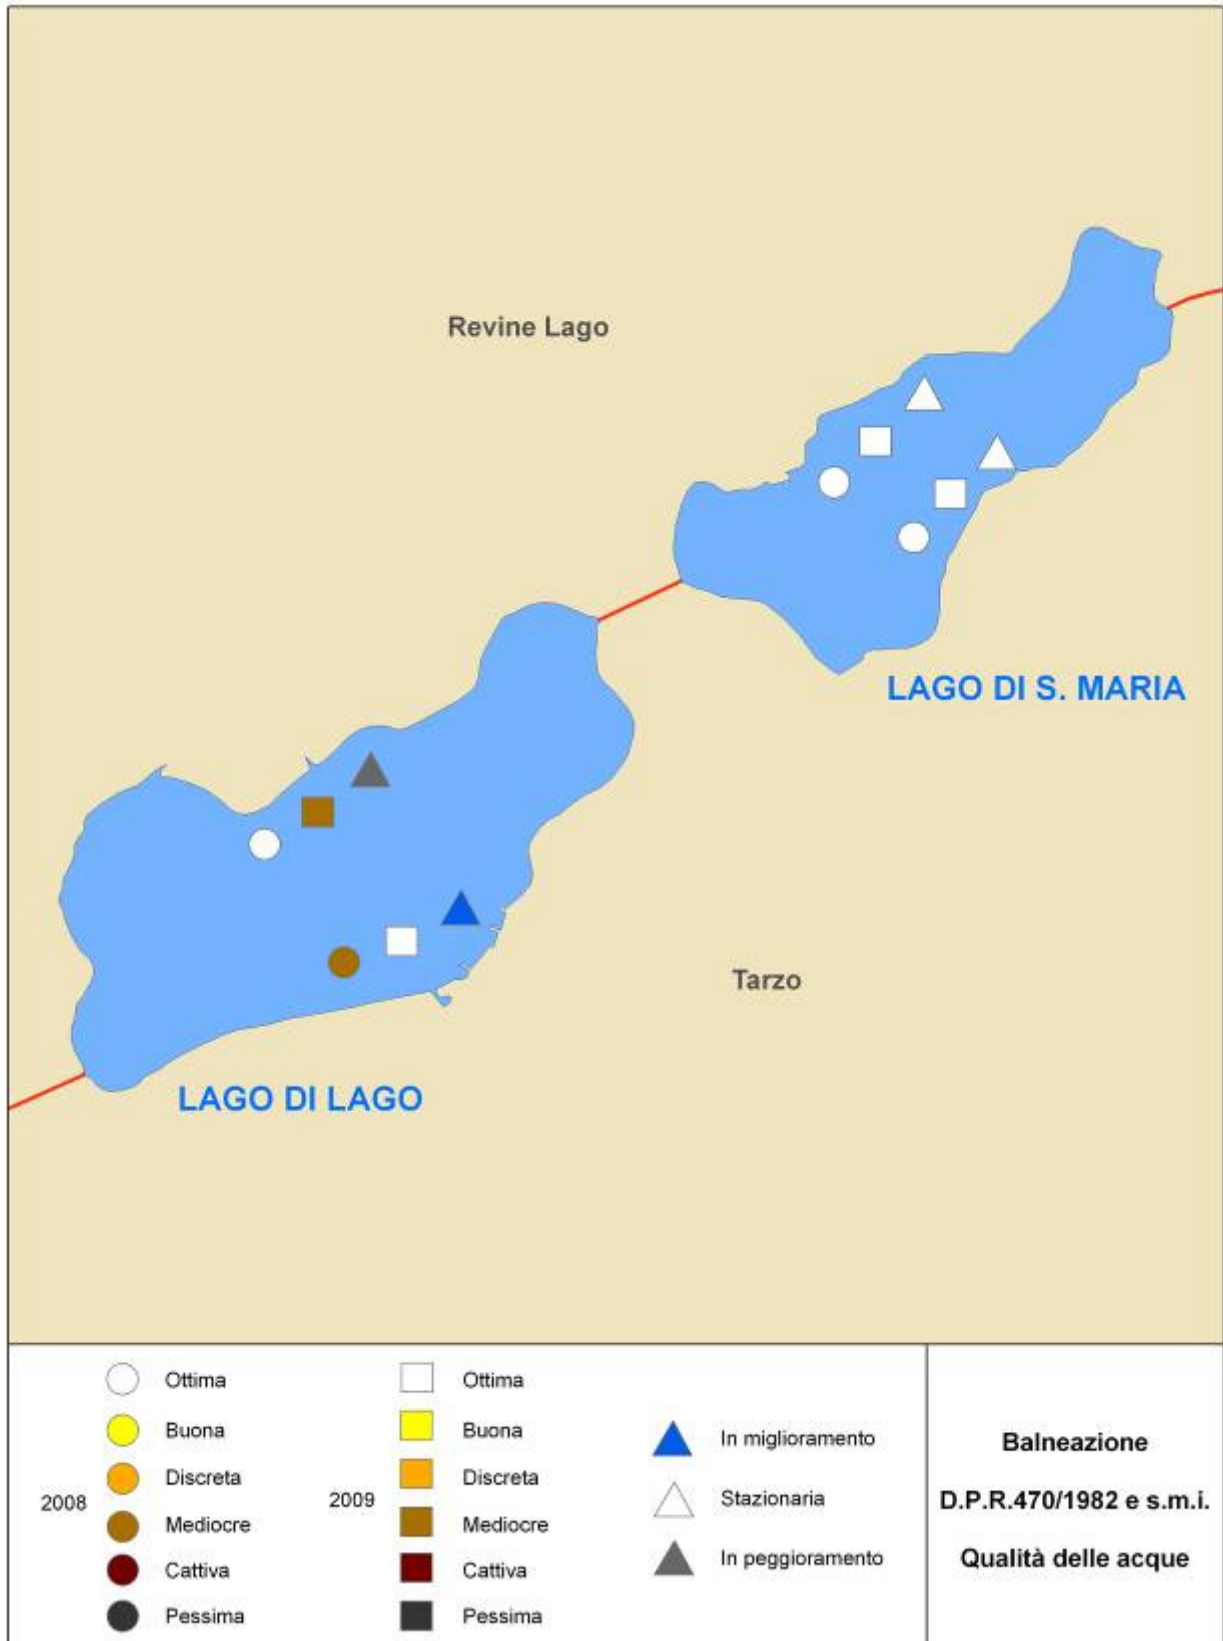 Revine Lago
LAGO DI S. MARIA
Tarzo
LAGO DI LAGO
2008
Ottima
Buona
Discreta
Mediocre
Cattiva
Pessima
2009
Ottima
Buona
Discreta
Mediocre
Cattiva
Pessima
In miglioramento
Stazionaria
In peggioramento
Balneazione
D.P.R.470/1982 e s.m.i.
Qualità delle acque